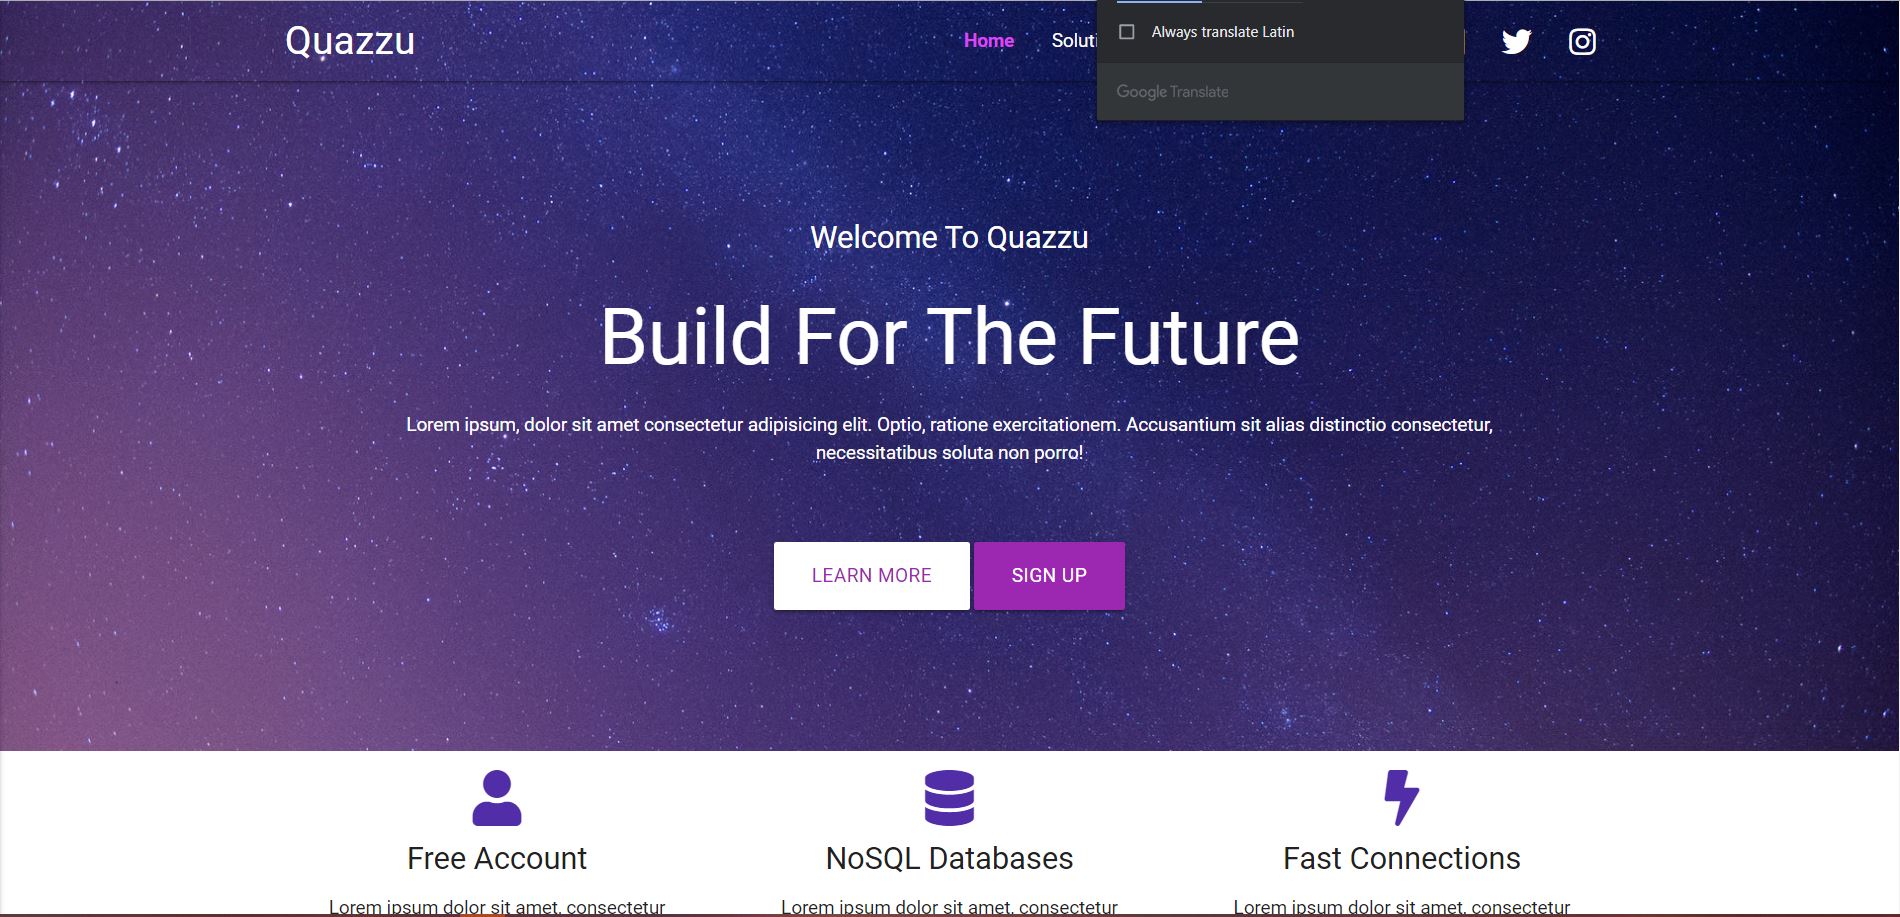 Quazzu
Home
Soluti
Always translate Latin
Google Translate
Welcome To Quazzu
Build For The Future
Lorem ipsum, dolor sit amet consectetur adipisicing elit. Optio, ratione exercitationem. Accusantium sit alias distinctio consectetur,
necessitatibus soluta non porro!
LEARN MORE
SIGN UP
Free Account
NoSQL Databases
Fast Connections
Lorem ipsum dolor sit amet, consectetur
Lorem ipsum dolor sit amet, consectetur
Lorem ipsum dolor sit amet, consectetur